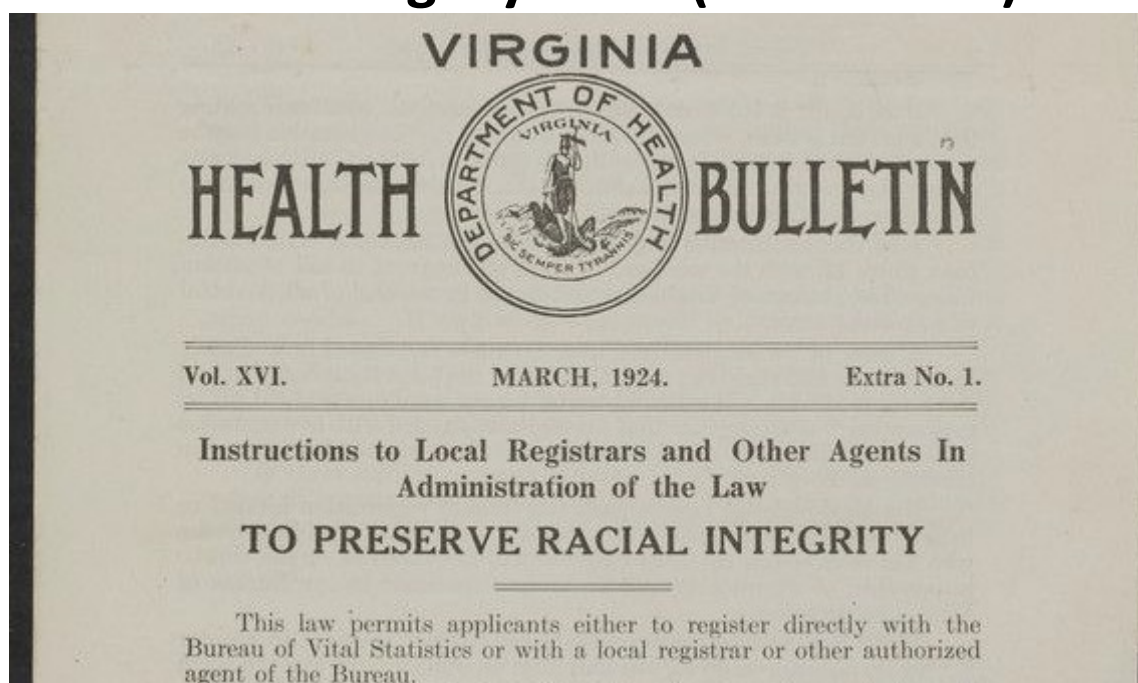 VIRGINIA
DEPARTMENT OF HEALTH
VIRGINIA
SIC SEMPER TYRANNIS
HEALTH BULLETIN
Vol. XVI. MARCH, 1924. Extra No. 1.
Instructions to Local Registrars and Other Agents In
Administration of the Law
TO PRESERVE RACIAL INTEGRITY
This law permits applicants either to register directly with the
Bureau of Vital Statistics or with a local registrar or other authorized
agent of the Bureau.